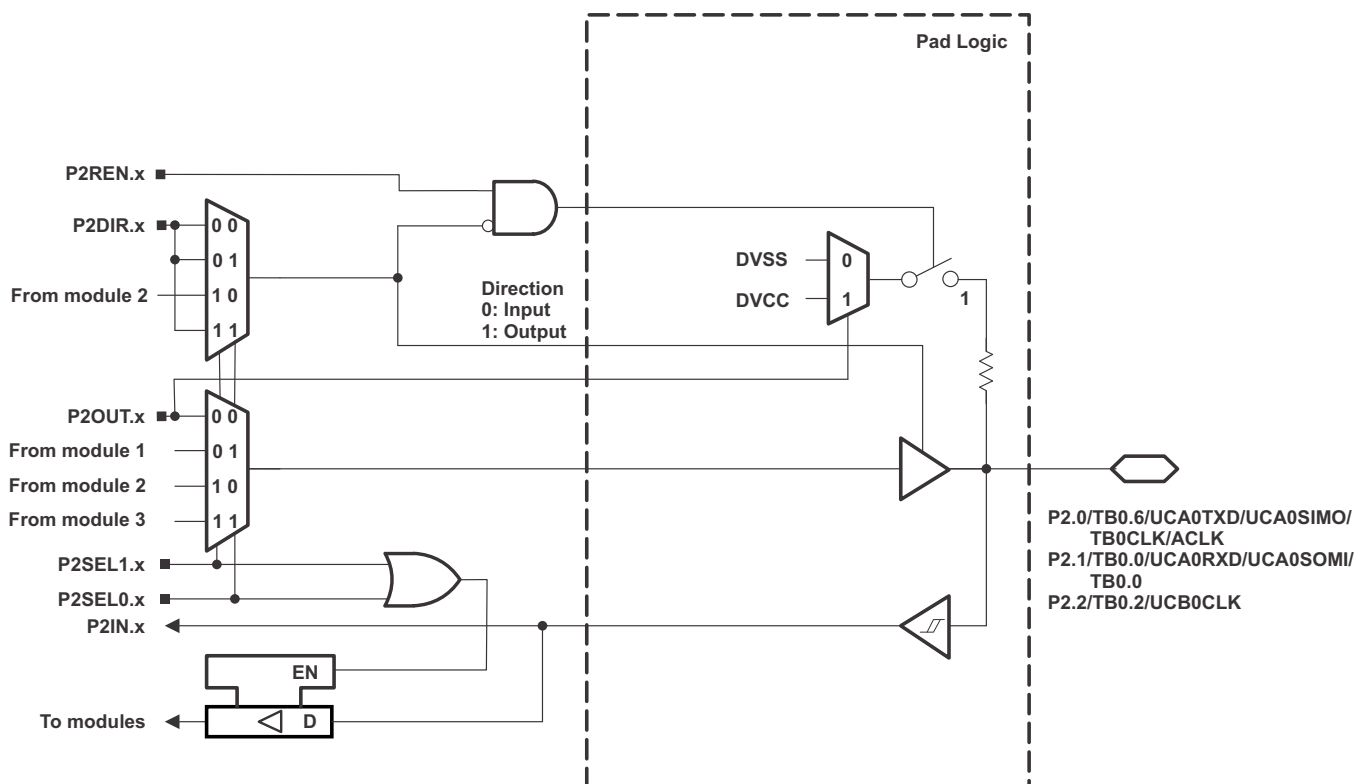 Pad Logic
P2REN.x
P2DIR.x
0 0
0 1
From module 2
1 0
1 1
Direction
0: Input
1: Output
DVSS
0
DVCC
1
1
P2OUT.x
0 0
From module 1
0 1
From module 2
1 0
From module 3
1 1
P2.0/TB0.6/UCA0TXD/UCA0SIMO/
TB0CLK/ACLK
P2.1/TB0.0/UCA0RXD/UCA0SOMI/
TB0.0
P2.2/TB0.2/UCB0CLK
P2SEL1.x
P2SEL0.x
P2IN.x
EN
To modules
D